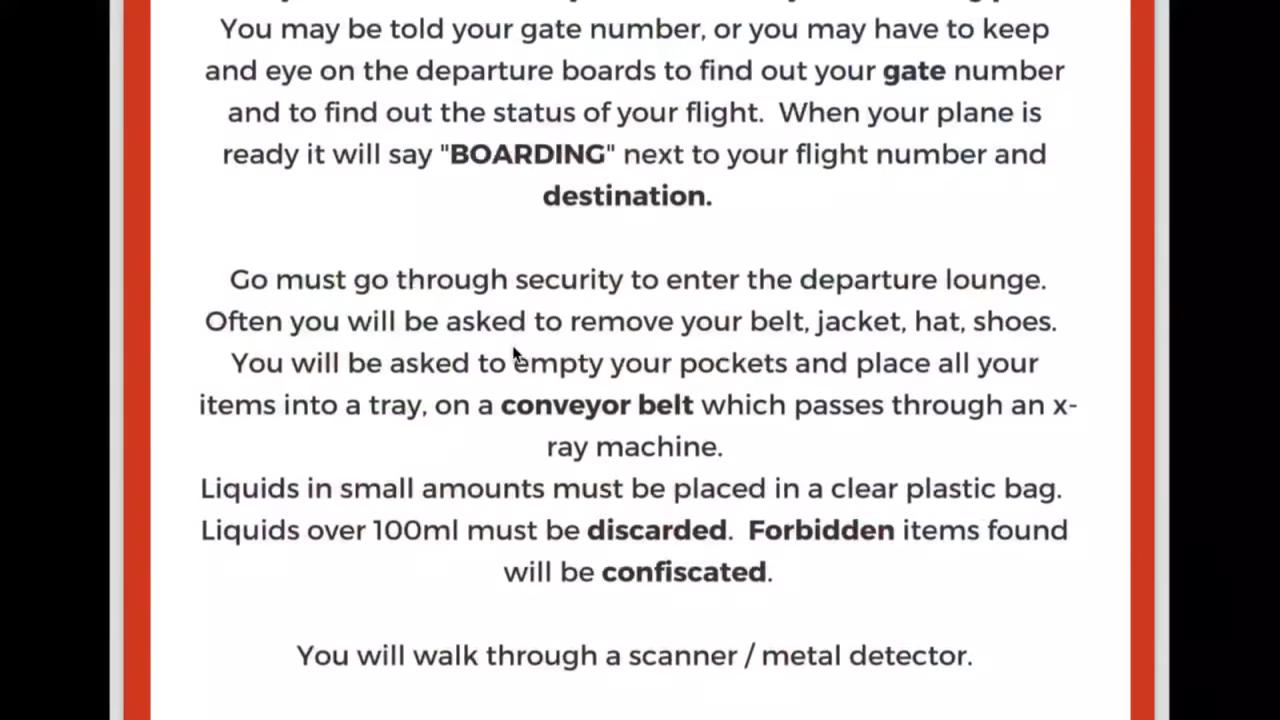 You may be told your gate number, or you may have to keep
and eye on the departure boards to find out your gate number
and to find out the status of your flight.  When your plane is
ready it will say "BOARDING" next to your flight number and
destination.
Go must go through security to enter the departure lounge.
Often you will be asked to remove your belt, jacket, hat, shoes.
You will be asked to empty your pockets and place all your
items into a tray, on a conveyor belt which passes through an x-
ray machine.
Liquids in small amounts must be placed in a clear plastic bag.
Liquids over 100ml must be discarded.  Forbidden items found
will be confiscated.
You will walk through a scanner / metal detector.